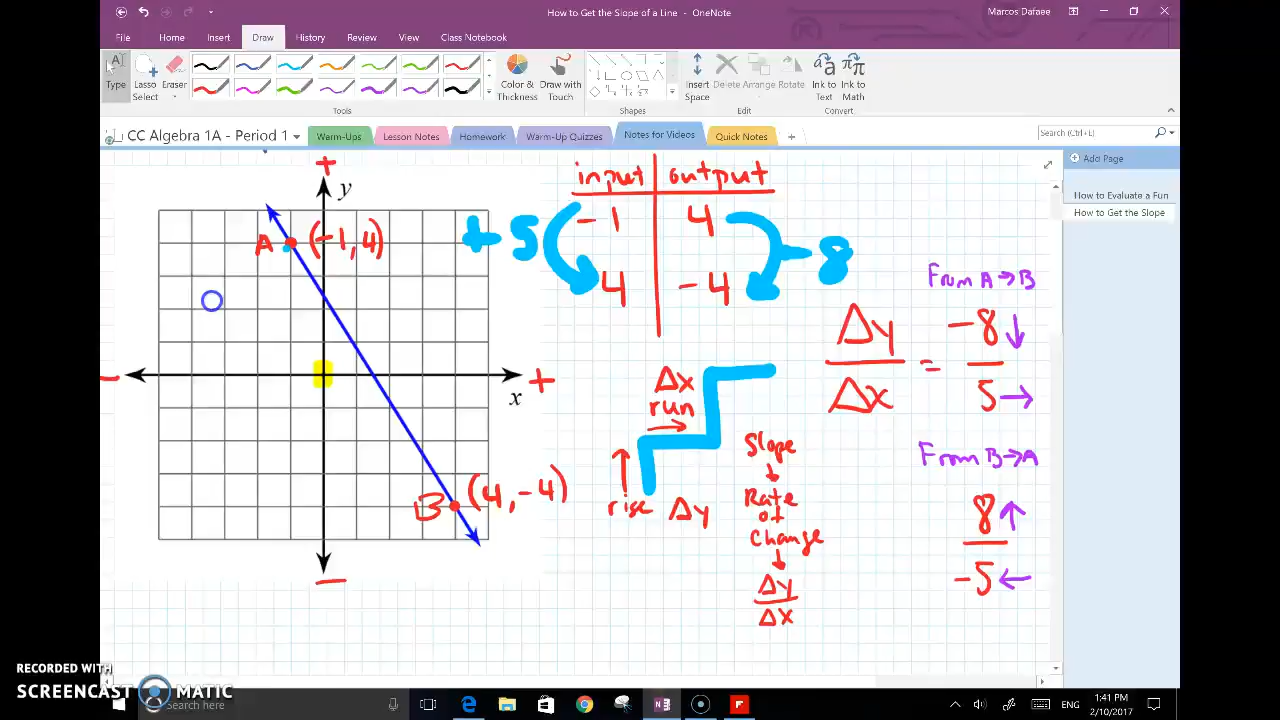 How to Get the Slope of a Line - OneNote
Marcos Dafaee
File Home Insert Draw History Review View Class Notebook
Type
Lasso Select
Eraser
Color & Thickness
Draw with Touch
Insert Space
Delete Arrange Rotate
Ink to Text
Ink to Math
Tools
Shapes
Edit
Convert
CC Algebra 1A - Period 1
Warm-Ups Lesson Notes Homework Warm-Up Quizzes Notes for Videos Quick Notes +
Search (Ctrl+E)
Add Page
How to Evaluate a Fun
How to Get the Slope
+
y
A (-1, 4)
-
+
x
B (4, -4)
-
input output
-1 4
4 -4
+5
-8
Δx
run
rise Δy
Slope
Rate
of
Change
Δy
Δx
Δy
Δx
=
From A→B
-8↓
5→
From B→A
8↑
-5←
RECORDED WITH
SCREENCAST MATIC
Search Windows
ENG
1:41 PM
2/10/2017